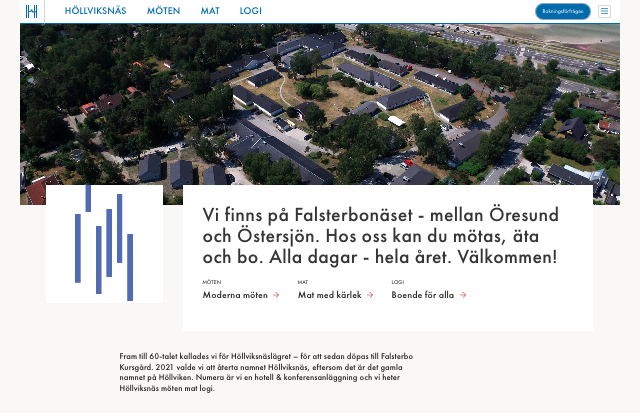 HÖLLVIKSNÄS MÖTEN MAT LOGI Bokningsförfrågan
Vi finns på Falsterbonäset - mellan Öresund
och Östersjön. Hos oss kan du mötas, äta
och bo. Alla dagar - hela året. Välkommen!
MÖTEN MAT LOGI
Moderna möten → Mat med kärlek → Boende för alla →
Fram till 60-talet kallades vi för Höllviksnäslägret – för att sedan döpas till Falsterbo
Kursgård. 2021 valde vi att återta namnet Höllviksnäs, eftersom det är det gamla
namnet på Höllviken. Numera är vi en hotell & konferensanläggning och vi heter
Höllviksnäs möten mat logi.